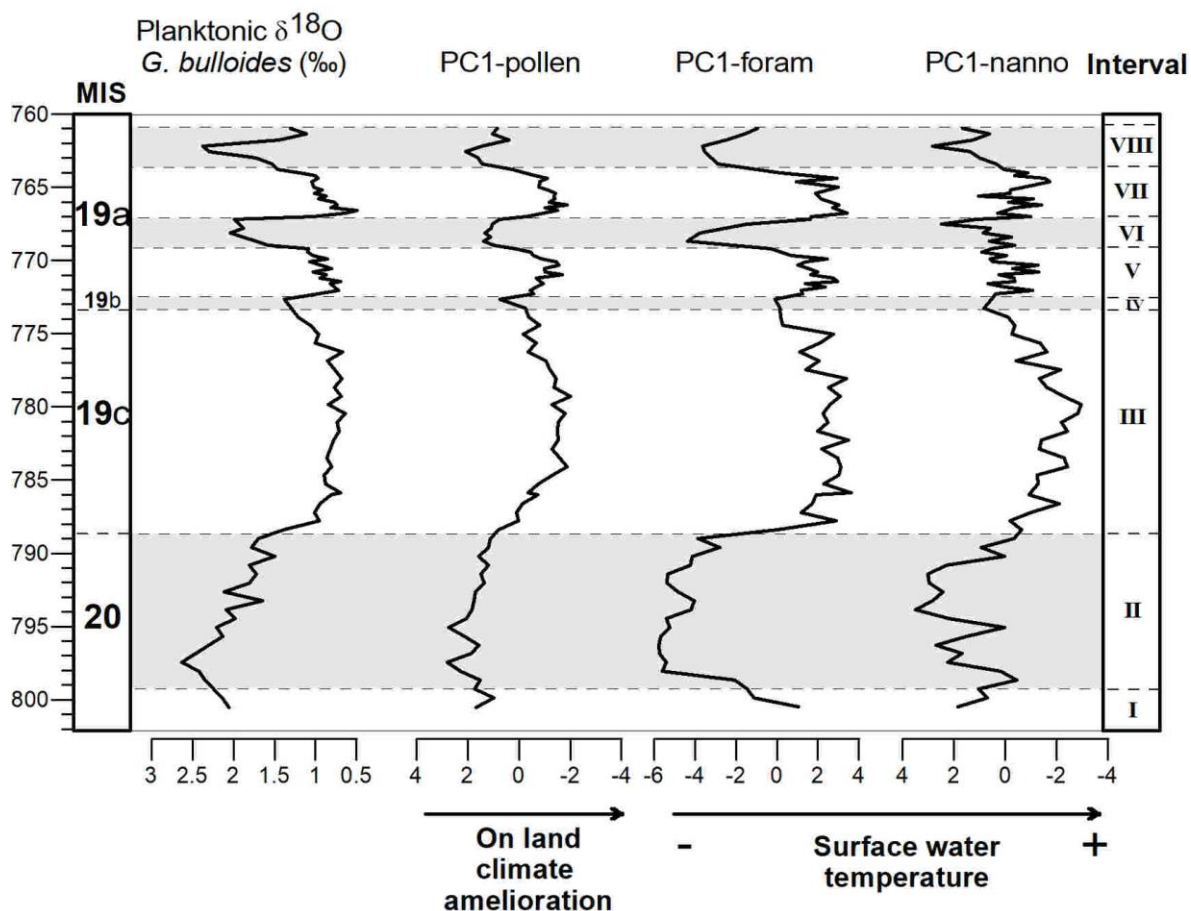 Planktonic δ18O
G. bulloides (‰)
PC1-pollen
PC1-foram
PC1-nanno
Interval
MIS
760
765
770
775
780
785
790
795
800
19a
19b
19c
20
VIII
VII
VI
V
IV
III
II
I
3 2.5 2 1.5 1 0.5
4 2 0 -2 -4
-6 -4 -2 0 2 4
4 2 0 -2 -4
On land
climate
amelioration
- Surface water +
temperature